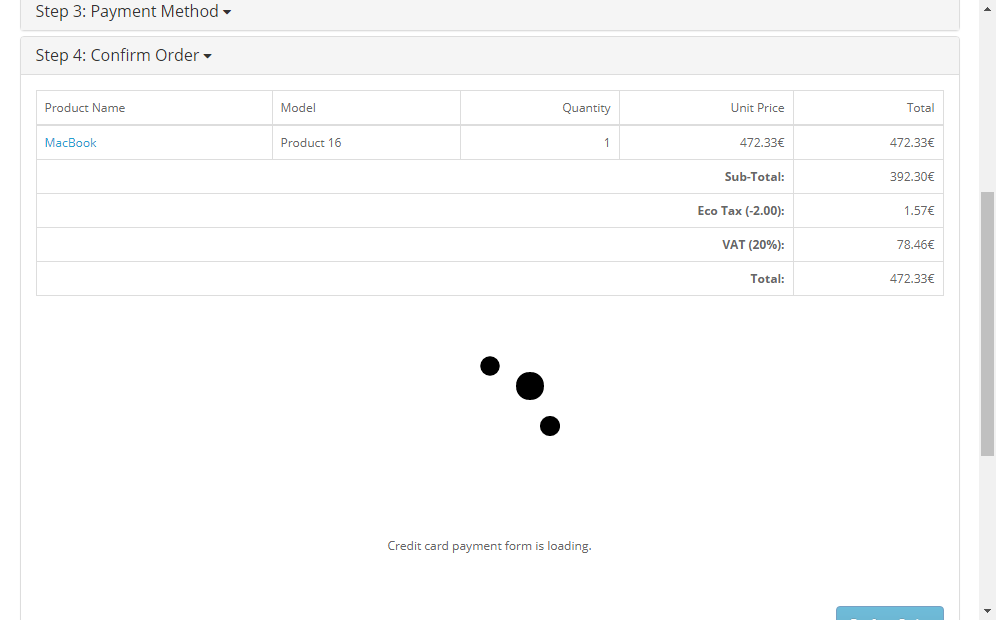 Step 3: Payment Method
Step 4: Confirm Order
Product Name Model Quantity Unit Price Total
MacBook Product 16 1 472.33€ 472.33€
Sub-Total: 392.30€
Eco Tax (-2.00): 1.57€
VAT (20%): 78.46€
Total: 472.33€
Credit card payment form is loading.